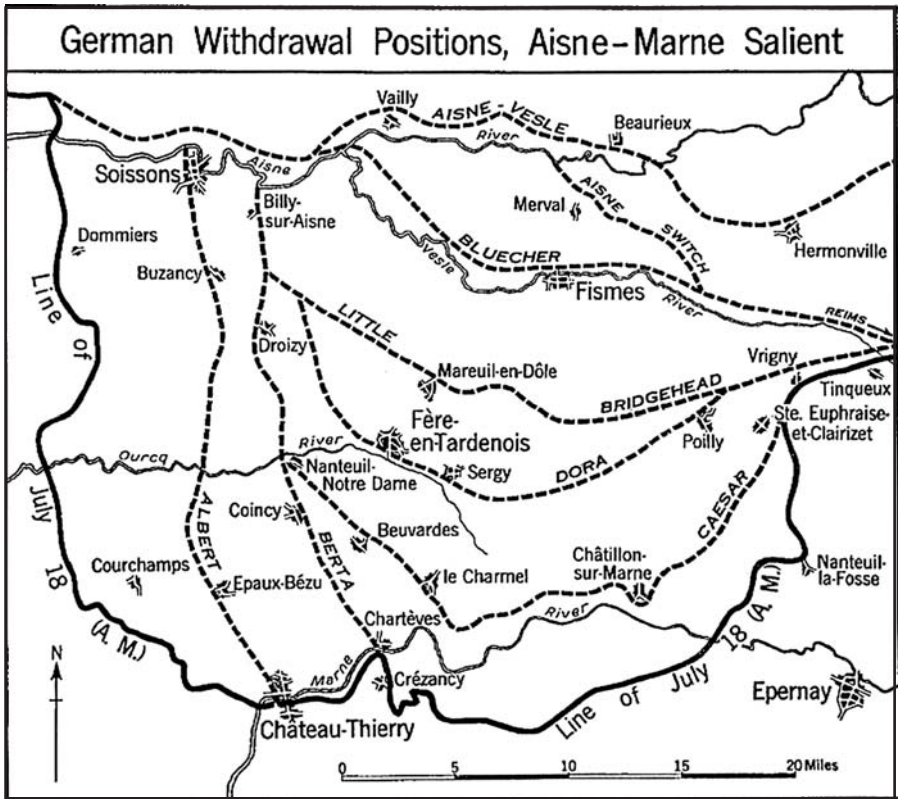 German Withdrawal Positions, Aisne-Marne Salient
Vailly
AISNE-VESLE
River
Beaurieux
Aisne
Soissons
Billy-
sur-Aisne
Merval
AISNE
SWITCH
Hermonville
Dommiers
Buzancy
Vesle
BLUECHER
Fismes
River
REIMS
Line of July 18 (A. M.)
LITTLE
BRIDGEHEAD
Droizy
Mareuil-en-Dôle
Vrigny
Tinqueux
Ste. Euphraise-
et-Clairizet
Poilly
Fère-
en-Tardenois
Ourcq
River
Nanteuil-
Notre Dame
Sergy
DORA
CAESAR
ALBERT
Coincy
BERTA
Beuvardes
Courchamps
Epaux-Bézu
le Charmel
Châtillon-
sur-Marne
Nanteuil-
la-Fosse
Chartèves
River
N
Marne
Crézancy
Château-Thierry
Line of July 18 (A. M.)
Epernay
0 5 10 15 20 Miles